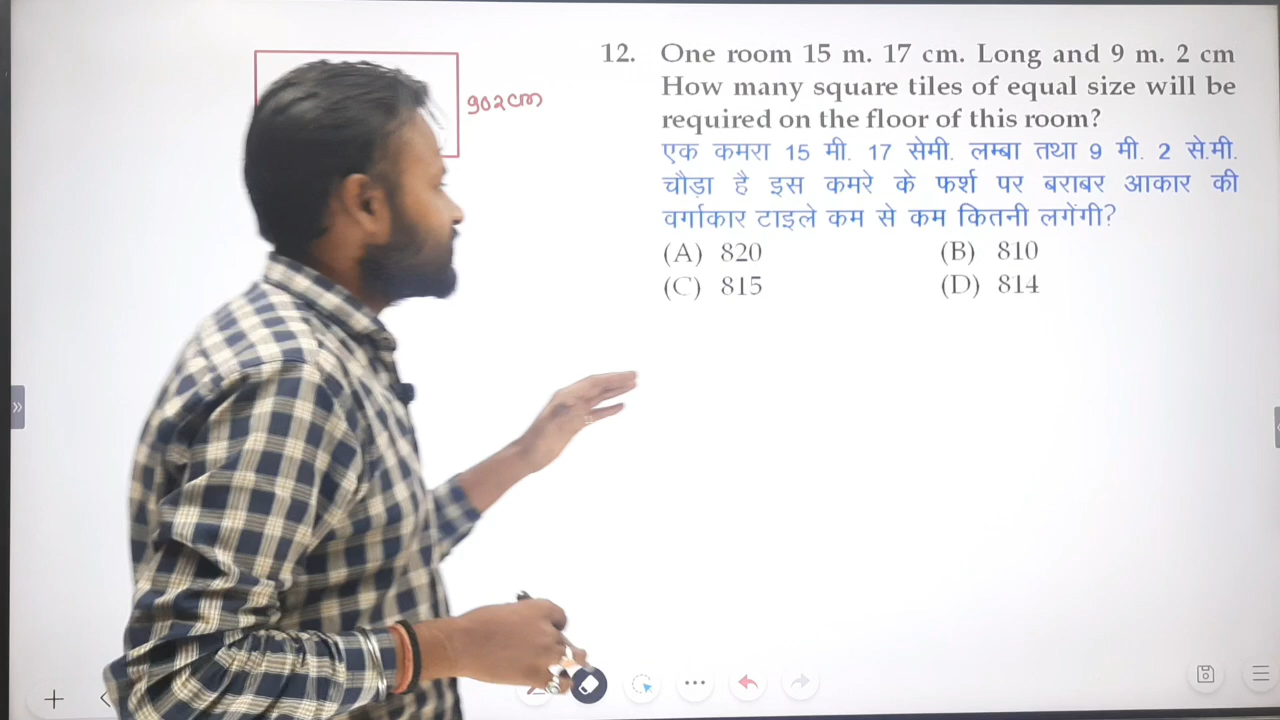 902cm
12. One room 15 m. 17 cm. Long and 9 m. 2 cm
How many square tiles of equal size will be
required on the floor of this room?
एक कमरा 15 मी. 17 सेमी. लम्बा तथा 9 मी. 2 से.मी.
चौड़ा है इस कमरे के फर्श पर बराबर आकार की
वर्गाकार टाइले कम से कम कितनी लगेंगी?
(A) 820 (B) 810
(C) 815 (D) 814